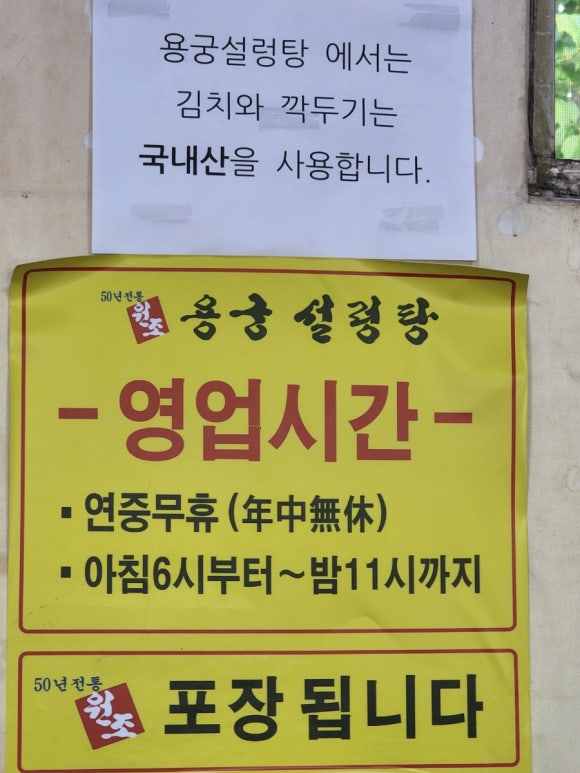 용궁설렁탕 에서는
김치와 깍두기는
국내산을 사용합니다.
50년전통
원조 용궁설렁탕
- 영업시간 -
▪ 연중무휴 (年中無休)
▪ 아침6시부터~밤11시까지
50년전통
원조 포장됩니다